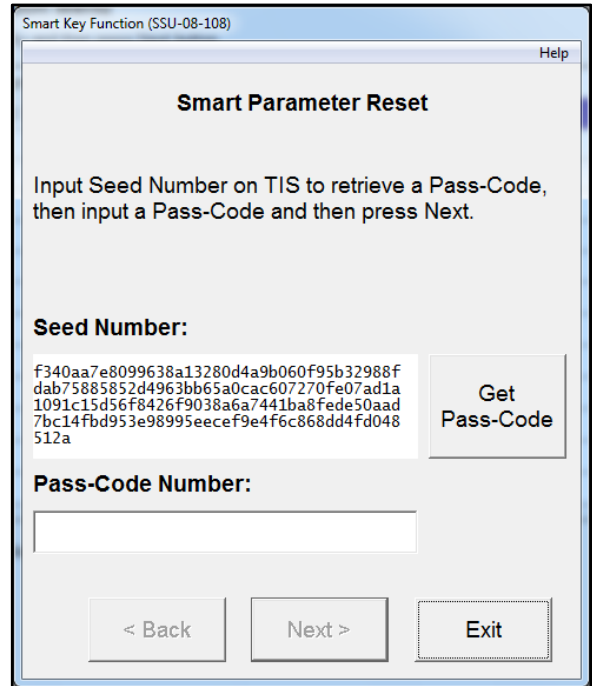 Smart Key Function (SSU-08-108)
Help
Smart Parameter Reset
Input Seed Number on TIS to retrieve a Pass-Code,
then input a Pass-Code and then press Next.
Seed Number:
f340aa7e8099638a13280d4a9b060f95b32988f
dab75885852d4963bb65a0cac607270fe07ad1a
1091c15d56f8426f9038a6a7441ba8fede50aad
7bc14fbd953e98995eecef9e4f6c868dd4fd048
512a
Get
Pass-Code
Pass-Code Number:
< Back
Next >
Exit